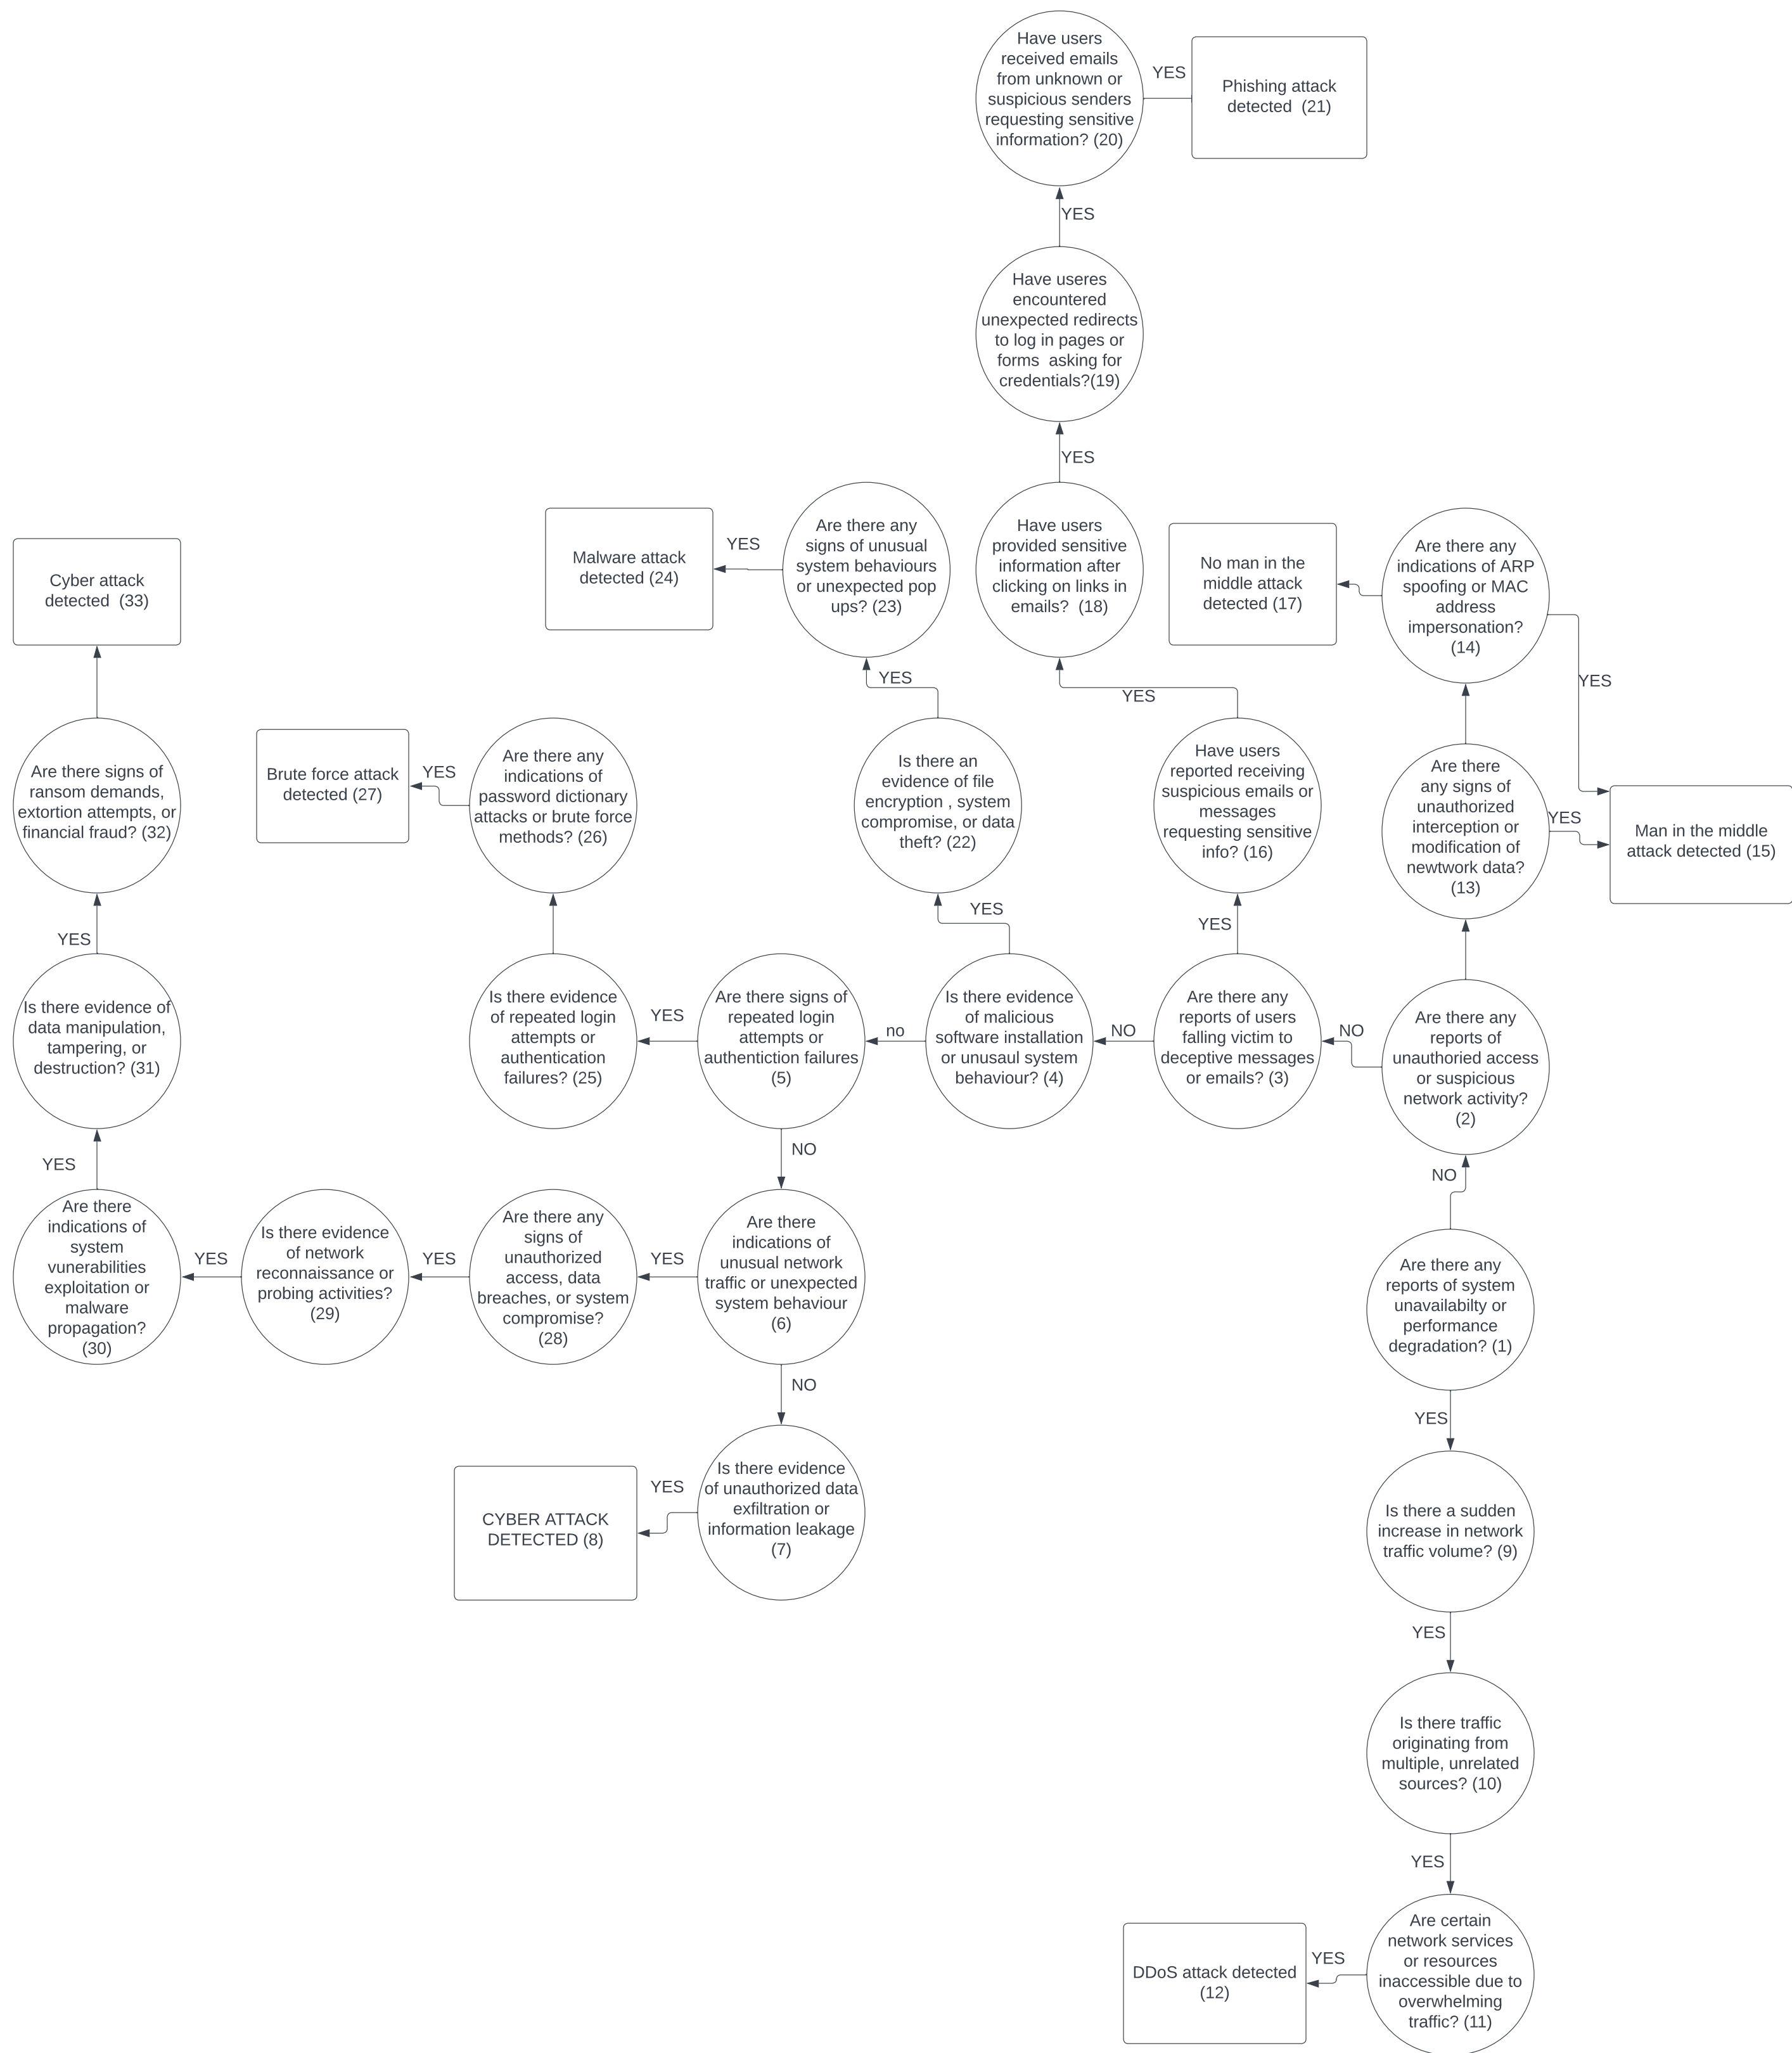 Have users
received emails
from unknown or
suspicious senders
requesting sensitive
information? (20)
YES
Phishing attack
detected  (21)
YES
Have useres
encountered
unexpected redirects
to log in pages or
forms  asking for
credentials?(19)
YES
Have users
provided sensitive
information after
clicking on links in
emails?  (18)
Are there any
signs of unusual
system behaviours
or unexpected pop
ups? (23)
YES
Malware attack
detected (24)
No man in the
middle attack
detected (17)
Are there any
indications of ARP
spoofing or MAC
address
impersonation?
(14)
Cyber attack
detected  (33)
YES
YES
YES
Are there signs of
ransom demands,
extortion attempts, or
financial fraud? (32)
Brute force attack
detected (27)
YES
Are there any
indications of
password dictionary
attacks or brute force
methods? (26)
Is there an
evidence of file
encryption , system
compromise, or data
theft? (22)
Have users
reported receiving
suspicious emails or
messages
requesting sensitive
info? (16)
Are there
any signs of
unauthorized
interception or
modification of
newtwork data?
(13)
YES
Man in the middle
attack detected (15)
YES
YES
YES
Is there evidence of
data manipulation,
tampering, or
destruction? (31)
Is there evidence
of repeated login
attempts or
authentication
failures? (25)
YES
Are there signs of
repeated login
attempts or
authentiction failures
(5)
no
Is there evidence
of malicious
software installation
or unusaul system
behaviour? (4)
NO
Are there any
reports of users
falling victim to
deceptive messages
or emails? (3)
NO
Are there any
reports of
unauthoried access
or suspicious
network activity?
(2)
YES
NO
NO
Are there
indications of
system
vunerabilities
exploitation or
malware
propagation?
(30)
YES
Is there evidence
of network
reconnaissance or
probing activities?
(29)
YES
Are there any
signs of
unauthorized
access, data
breaches, or system
compromise?
(28)
YES
Are there
indications of
unusual network
traffic or unexpected
system behaviour
(6)
Are there any
reports of system
unavailabilty or
performance
degradation? (1)
NO
YES
CYBER ATTACK
DETECTED (8)
YES
Is there evidence
of unauthorized data
exfiltration or
information leakage
(7)
Is there a sudden
increase in network
traffic volume? (9)
YES
Is there traffic
originating from
multiple, unrelated
sources? (10)
YES
DDoS attack detected
(12)
YES
Are certain
network services
or resources
inaccessible due to
overwhelming
traffic? (11)